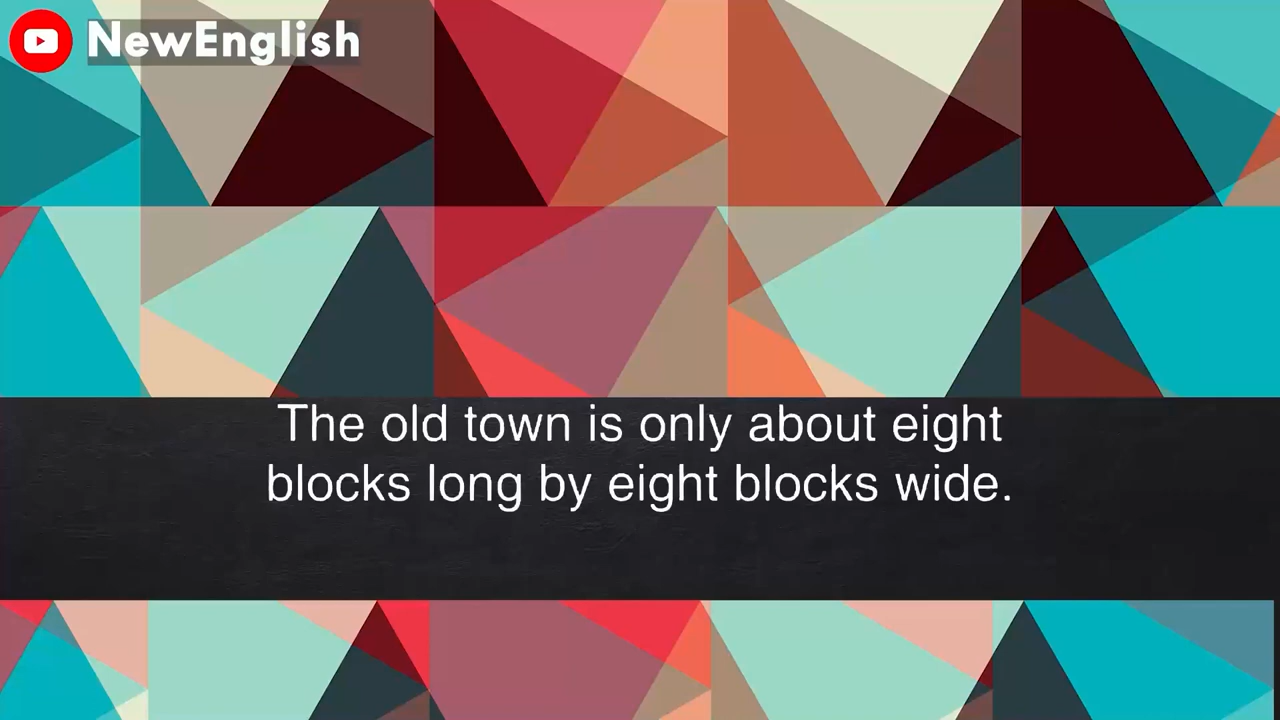 NewEnglish
The old town is only about eight
blocks long by eight blocks wide.